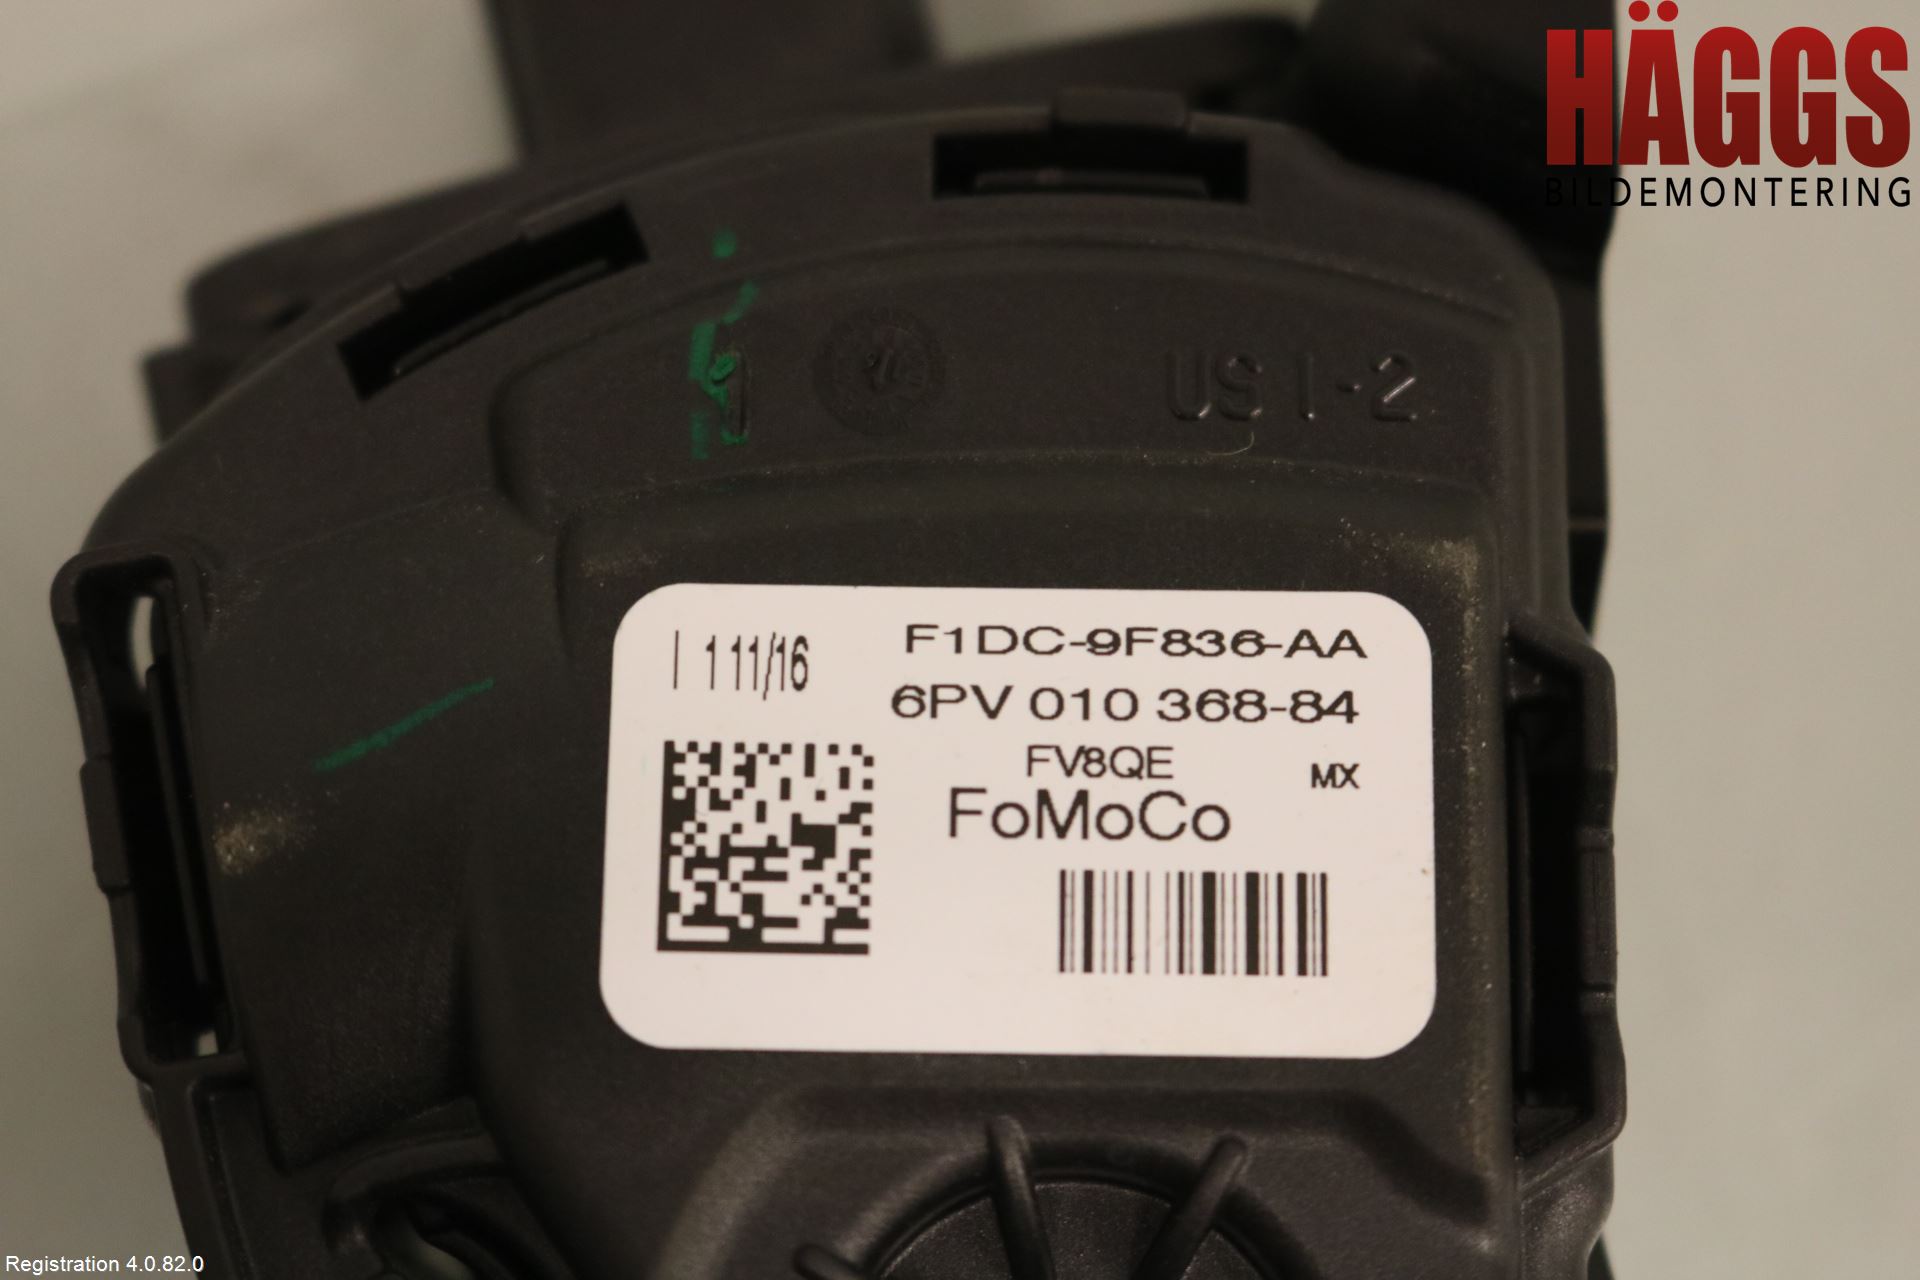 HÄGGS
BILDEMONTERING
US 1-2
I 1 11/16
F1DC-9F836-AA
6PV 010 368-84
FV8QE
MX
FoMoCo
Registration 4.0.82.0